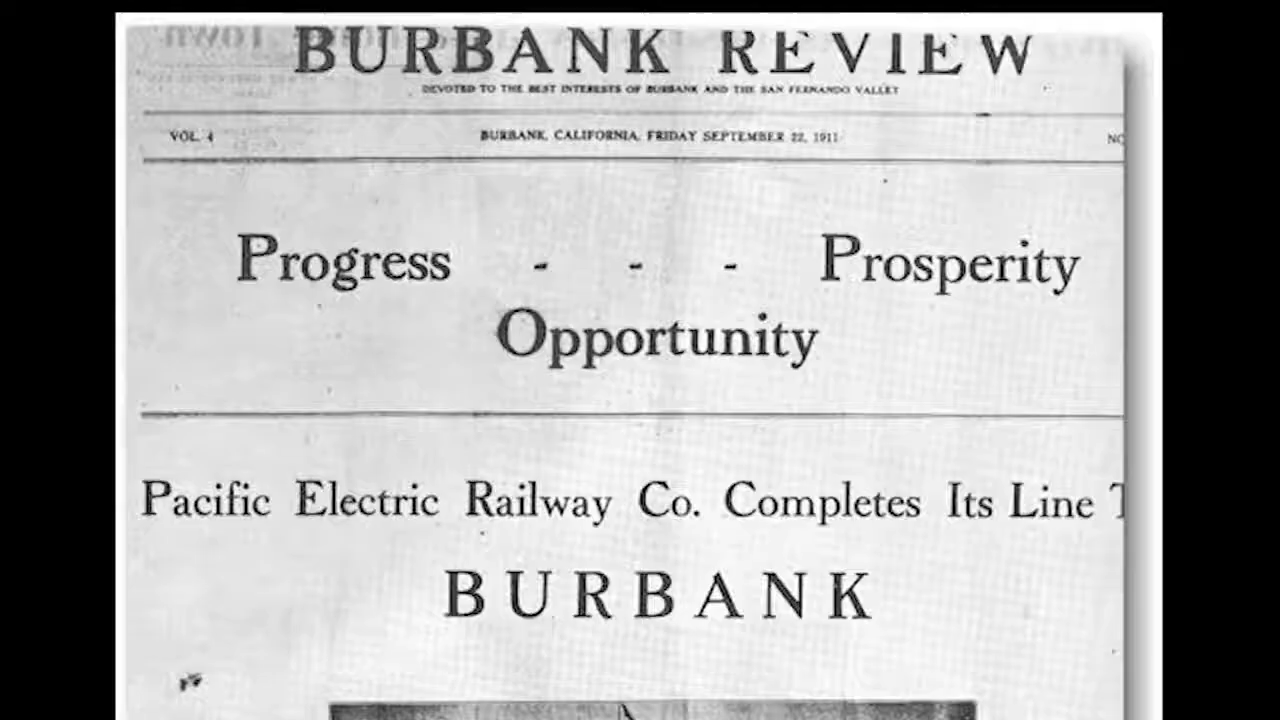 BURBANK REVIEW
DEVOTED TO THE BEST INTERESTS OF BURBANK AND THE SAN FERNANDO VALLEY
VOL. 4 BURBANK, CALIFORNIA, FRIDAY SEPTEMBER 22, 1911 NO
Progress - - - Prosperity
Opportunity
Pacific Electric Railway Co. Completes Its Line
BURBANK